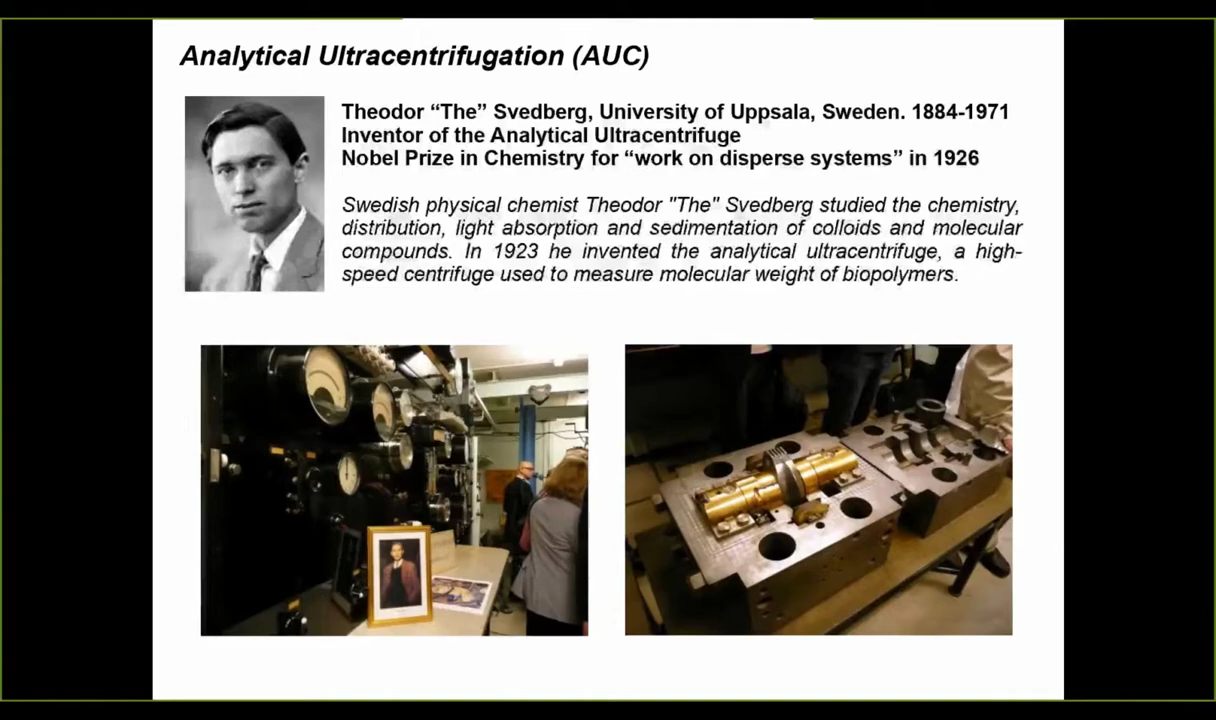 Analytical Ultracentrifugation (AUC)
Theodor “The” Svedberg, University of Uppsala, Sweden. 1884-1971
Inventor of the Analytical Ultracentrifuge
Nobel Prize in Chemistry for “work on disperse systems” in 1926
Swedish physical chemist Theodor "The" Svedberg studied the chemistry,
distribution, light absorption and sedimentation of colloids and molecular
compounds. In 1923 he invented the analytical ultracentrifuge, a high-
speed centrifuge used to measure molecular weight of biopolymers.